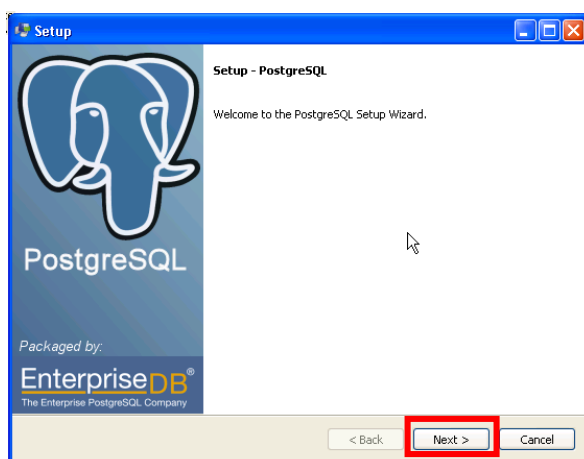 Setup
Setup - PostgreSQL
Welcome to the PostgreSQL Setup Wizard.
PostgreSQL
Packaged by:
EnterpriseDB®
The Enterprise PostgreSQL Company
< Back Next > Cancel